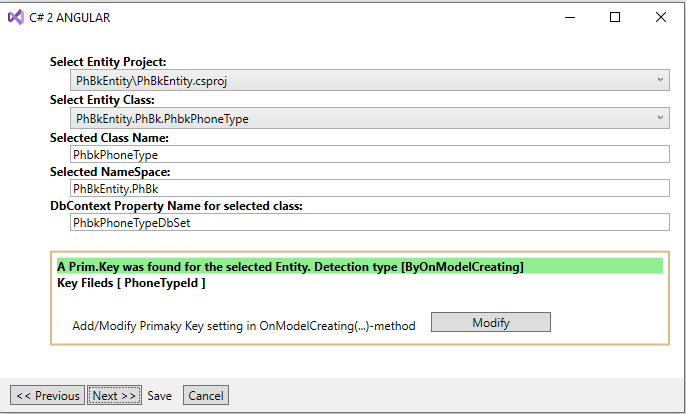 C# 2 ANGULAR
Select Entity Project:
PhBkEntity\PhBkEntity.csproj
Select Entity Class:
PhBkEntity.PhBk.PhbkPhoneType
Selected Class Name:
PhbkPhoneType
Selected NameSpace:
PhBkEntity.PhBk
DbContext Property Name for selected class:
PhbkPhoneTypeDbSet
A Prim.Key was found for the selected Entity. Detection type [ByOnModelCreating]
Key Fileds [ PhoneTypeId ]
Add/Modify Primaky Key setting in OnModelCreating(...)-method Modify
<< Previous Next >> Save Cancel